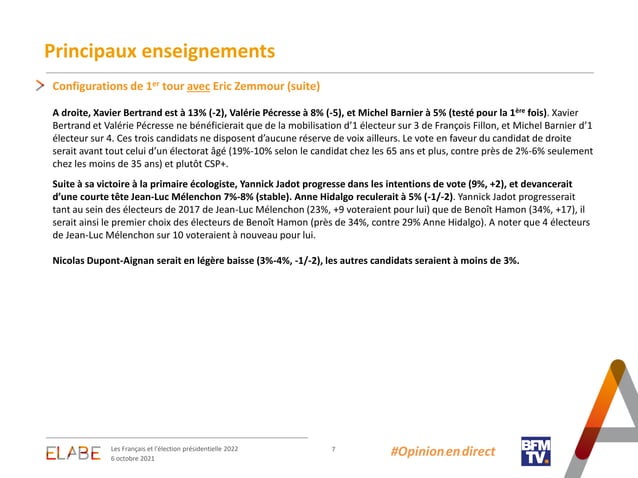 Principaux enseignements
Configurations de 1er tour avec Eric Zemmour (suite)
A droite, Xavier Bertrand est à 13% (-2), Valérie Pécresse à 8% (-5), et Michel Barnier à 5% (testé pour la 1ère fois). Xavier
Bertrand et Valérie Pécresse ne bénéficierait que de la mobilisation d'1 électeur sur 3 de François Fillon, et Michel Barnier d'1
électeur sur 4. Ces trois candidats ne disposent d'aucune réserve de voix ailleurs. Le vote en faveur du candidat de droite
serait avant tout celui d'un électorat âgé (19%-10% selon le candidat chez les 65 ans et plus, contre près de 2%-6% seulement
chez les moins de 35 ans) et plutôt CSP+.
Suite à sa victoire à la primaire écologiste, Yannick Jadot progresse dans les intentions de vote (9%, +2), et devancerait
d'une courte tête Jean-Luc Mélenchon 7%-8% (stable). Anne Hidalgo reculerait à 5% (-1/-2). Yannick Jadot progresserait
tant au sein des électeurs de 2017 de Jean-Luc Mélenchon (23%, +9 voteraient pour lui) que de Benoît Hamon (34%, +17), il
serait ainsi le premier choix des électeurs de Benoît Hamon (près de 34%, contre 29% Anne Hidalgo). A noter que 4 électeurs
de Jean-Luc Mélenchon sur 10 voteraient à nouveau pour lui.
Nicolas Dupont-Aignan serait en légère baisse (3%-4%, -1/-2), les autres candidats seraient à moins de 3%.
ELABE
Les Français et l'élection présidentielle 2022
6 octobre 2021
7
#Opinionendirect
BFM
TV.